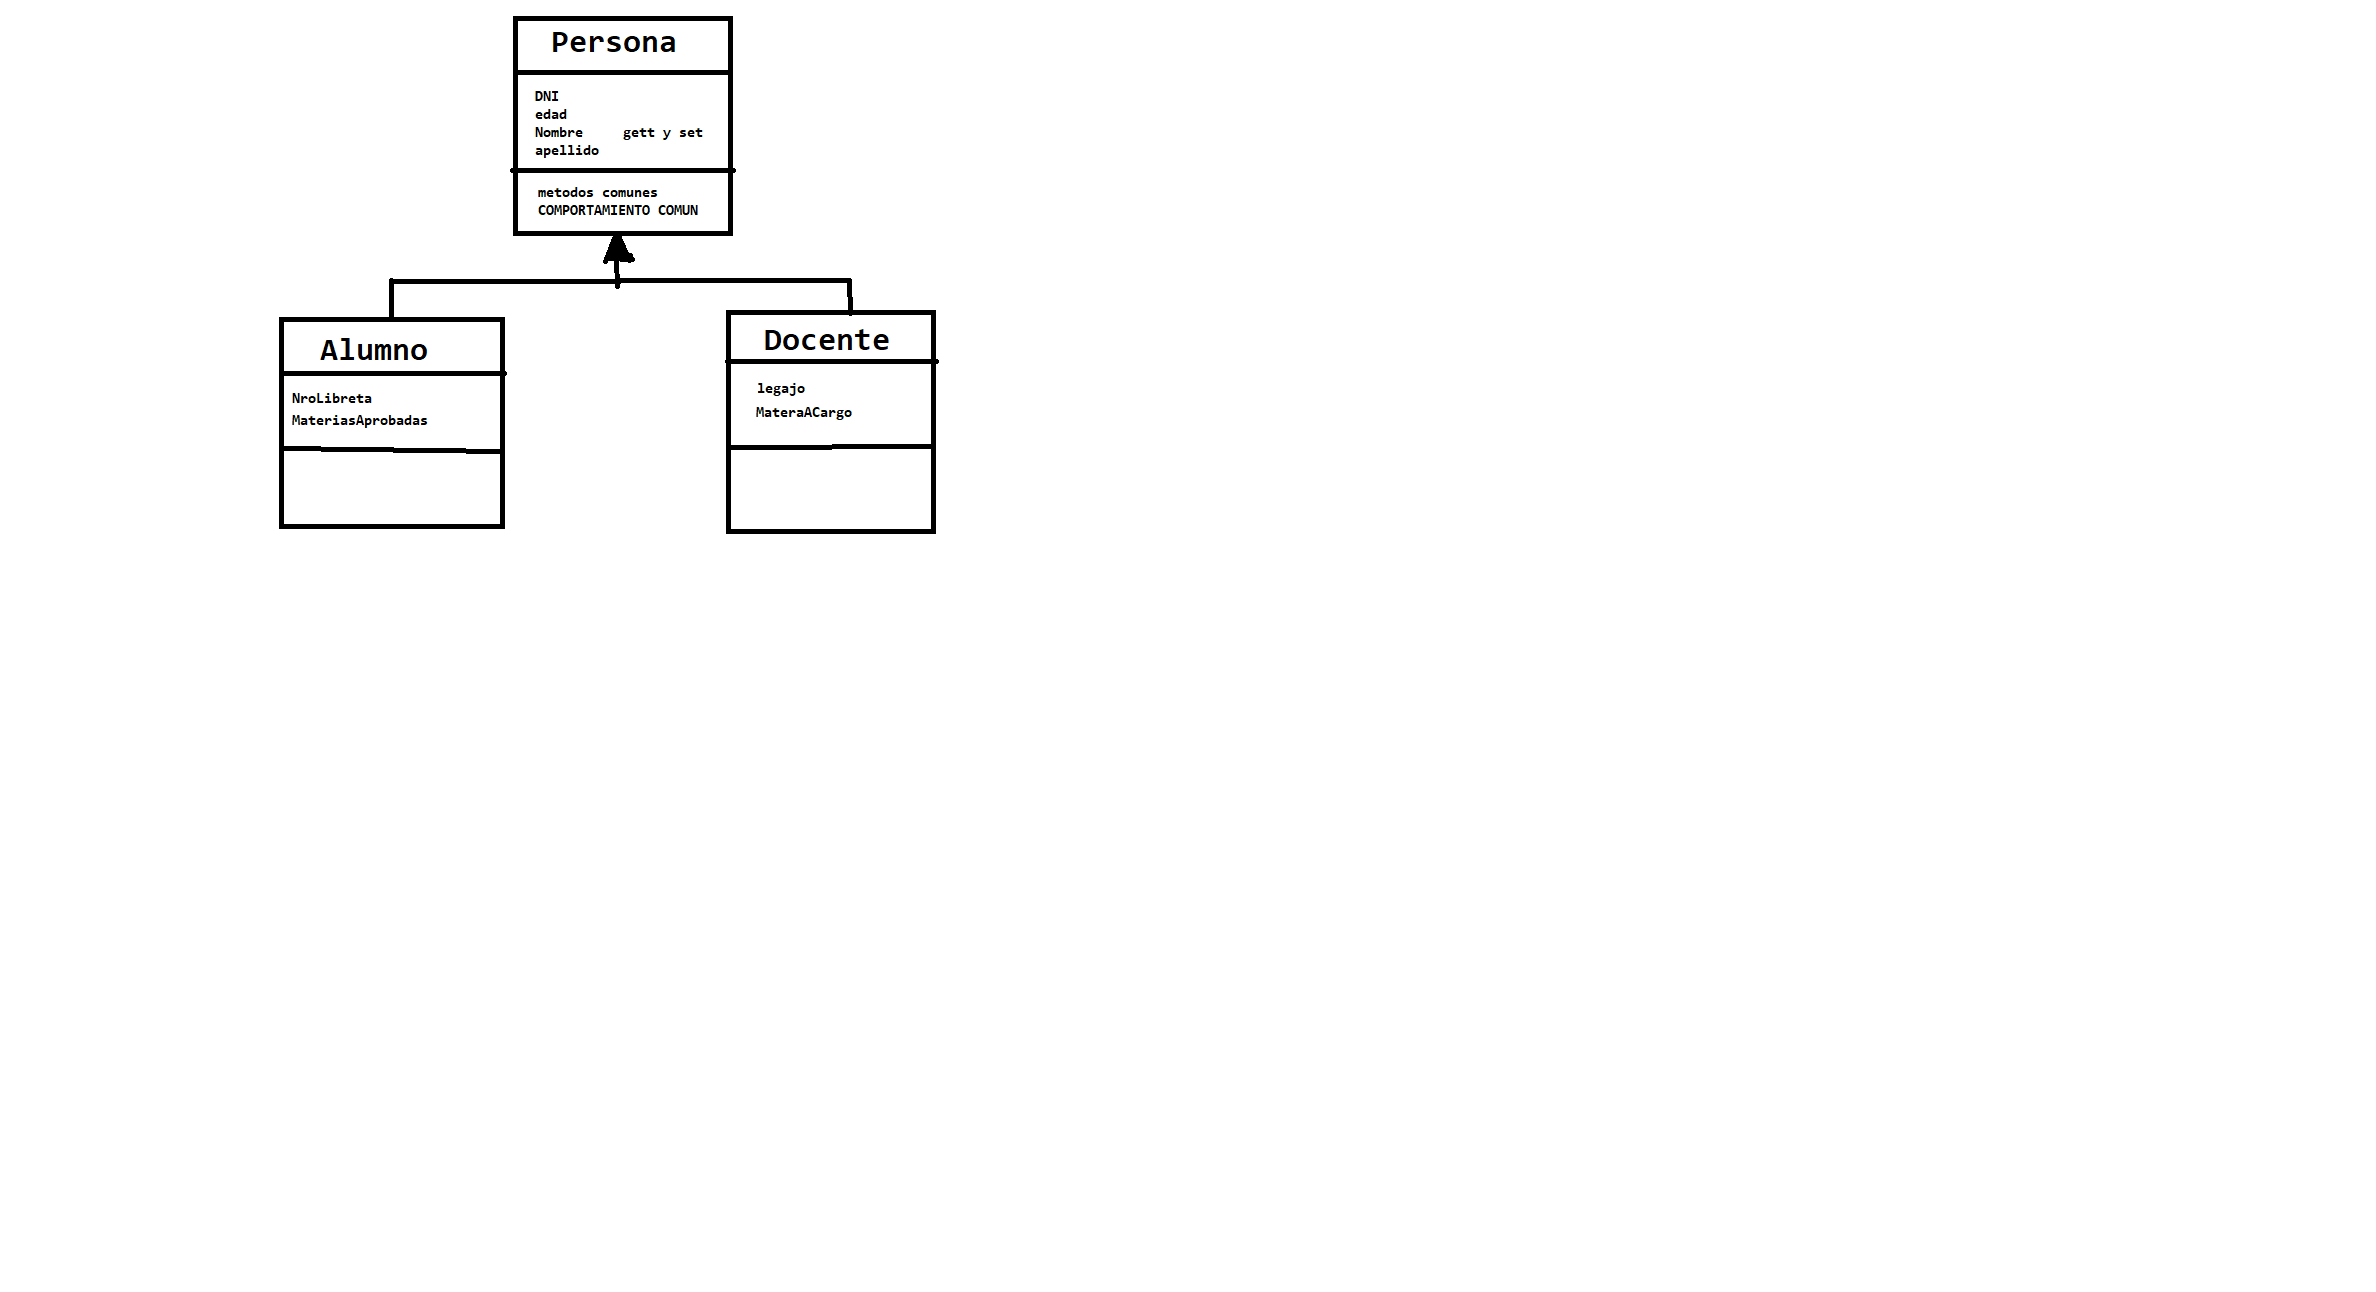 Persona
DNI
edad
Nombre gett y set
apellido
metodos comunes
COMPORTAMIENTO COMUN
Alumno
NroLibreta
MateriasAprobadas
Docente
legajo
MateraACargo